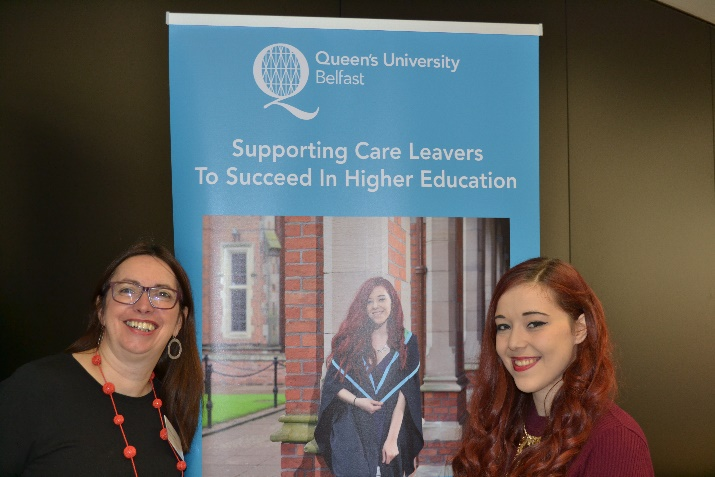 Queen's University
Belfast
Supporting Care Leavers
To Succeed In Higher Education